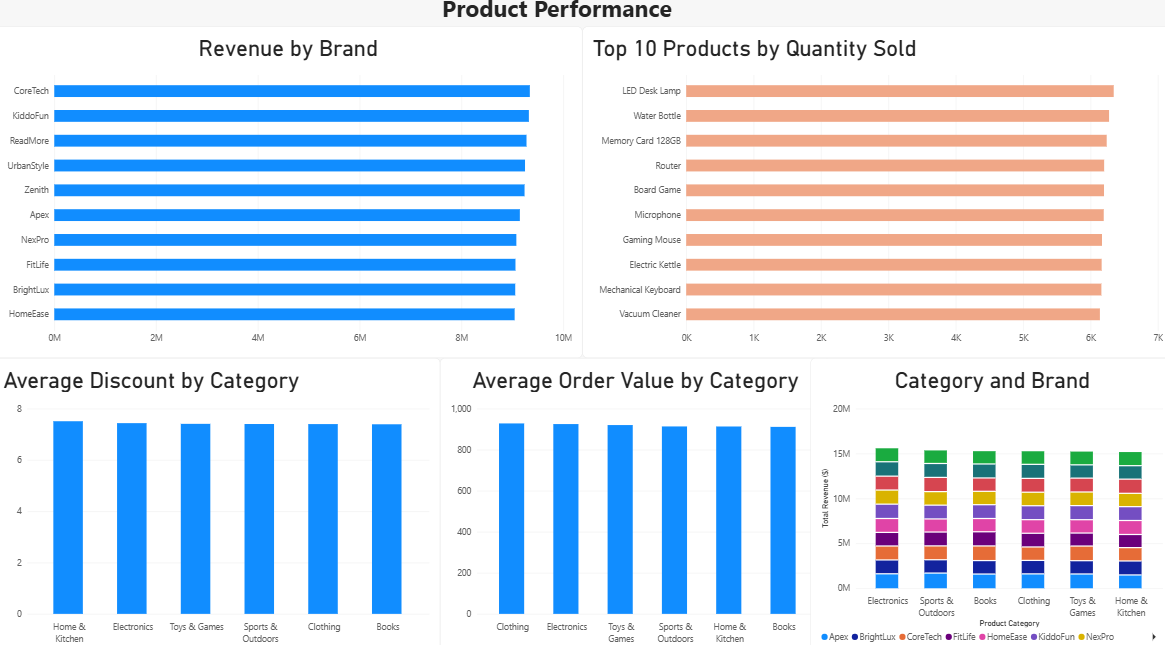 Product Performance
Revenue by Brand
CoreTech
KiddoFun
ReadMore
UrbanStyle
Zenith
Apex
NexPro
FitLife
BrightLux
HomeEase
0M 2M 4M 6M 8M 10M
Top 10 Products by Quantity Sold
LED Desk Lamp
Water Bottle
Memory Card 128GB
Router
Board Game
Microphone
Gaming Mouse
Electric Kettle
Mechanical Keyboard
Vacuum Cleaner
0K 1K 2K 3K 4K 5K 6K 7K
Average Discount by Category
8
6
4
2
0
Home & Electronics Toys & Games Sports & Clothing Books
Kitchen Outdoors
Average Order Value by Category
1,000
800
600
400
200
0
Clothing Electronics Toys & Sports & Home & Books
Games Outdoors Kitchen
Category and Brand
20M
15M
10M
5M
0M
Total Revenue ($)
Electronics Sports & Books Clothing Toys & Home &
Outdoors Games Kitchen
Product Category
Apex BrightLux CoreTech FitLife HomeEase KiddoFun NexPro